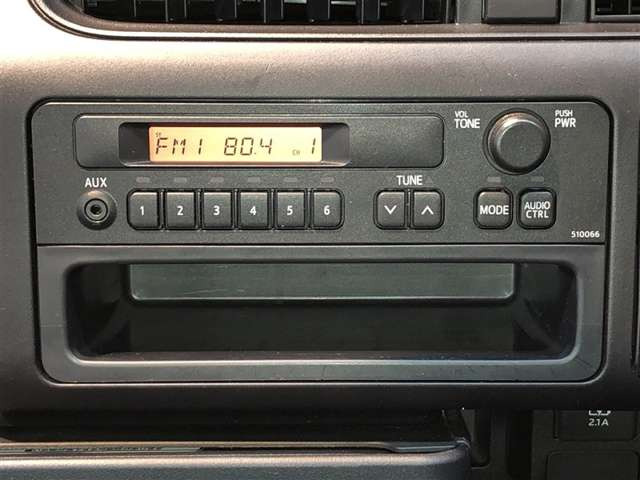 VOL
TONE
PUSH
PWR
ST
FM1 80.4 CH 1
AUX
1 2 3 4 5 6
TUNE
MODE
AUDIO
CTRL
510066
2.1A